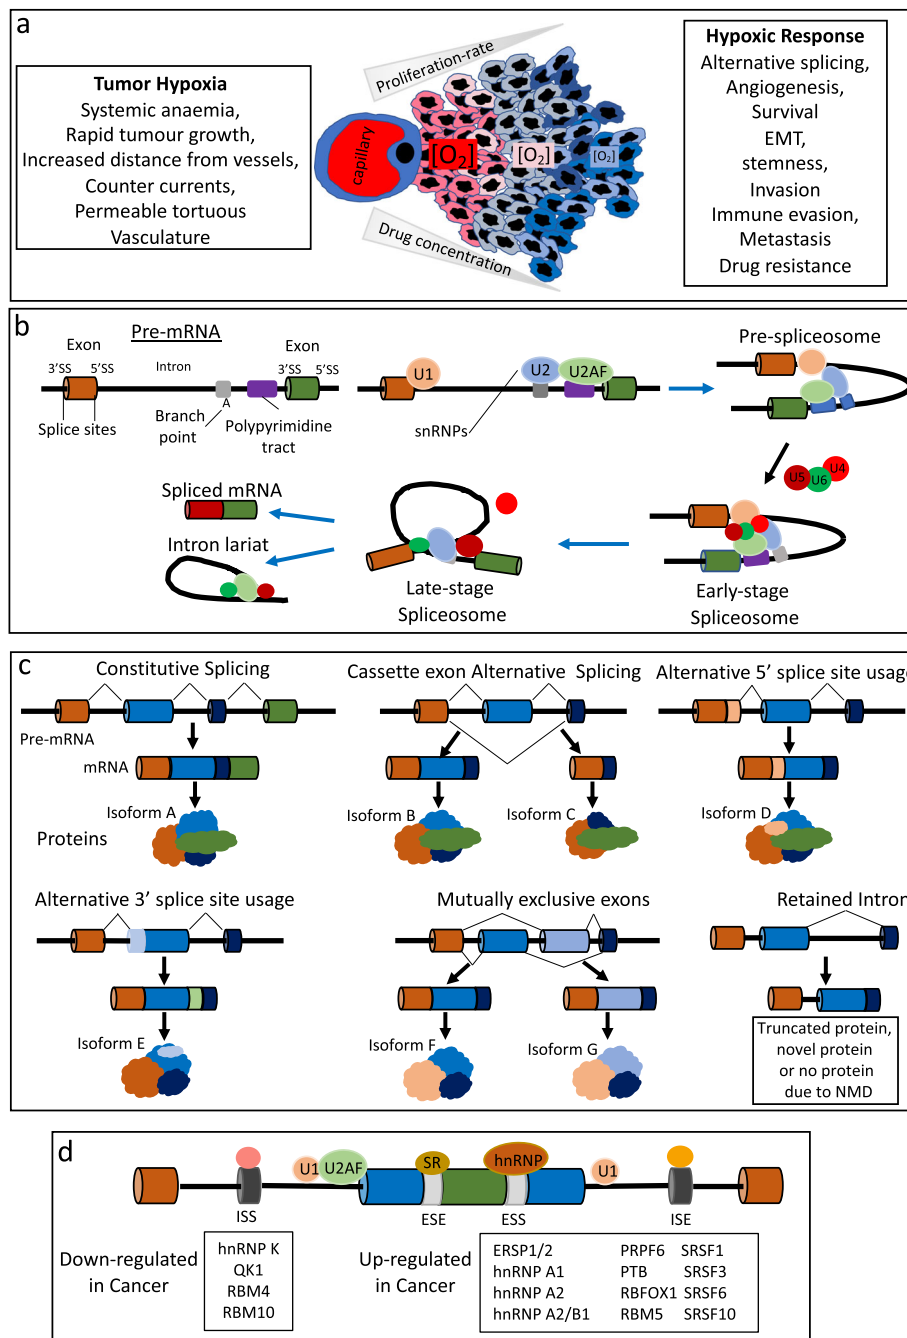 a
Tumor Hypoxia
Systemic anaemia,
Rapid tumour growth,
Increased distance from vessels,
Counter currents,
Permeable tortuous
Vasculature
Proliferation-rate
capillary
[O₂]
[O₂]
[O₂]
Drug concentration
Hypoxic Response
Alternative splicing,
Angiogenesis,
Survival
EMT,
stemness,
Invasion
Immune evasion,
Metastasis
Drug resistance
b
Pre-mRNA
Exon
3'SS 5'SS
Intron
Exon
3'SS 5'SS
Splice sites
Branch
point
A
Polypyrimidine
tract
U1
U2
U2AF
snRNPs
Pre-spliceosome
U5
U6
U4
Early-stage
Spliceosome
Late-stage
Spliceosome
Spliced mRNA
Intron lariat
c
Constitutive Splicing
Pre-mRNA
mRNA
Isoform A
Proteins
Cassette exon Alternative Splicing
Isoform B
Isoform C
Alternative 5' splice site usage
Isoform D
Alternative 3' splice site usage
Isoform E
Mutually exclusive exons
Isoform F
Isoform G
Retained Intron
Truncated protein,
novel protein
or no protein
due to NMD
d
U1
U2AF
SR
hnRNP
U1
ISS
ESE
ESS
ISE
Down-regulated
in Cancer
hnRNP K
QK1
RBM4
RBM10
Up-regulated
in Cancer
ERSP1/2 PRPF6 SRSF1
hnRNP A1 PTB SRSF3
hnRNP A2 RBFOX1 SRSF6
hnRNP A2/B1 RBM5 SRSF10